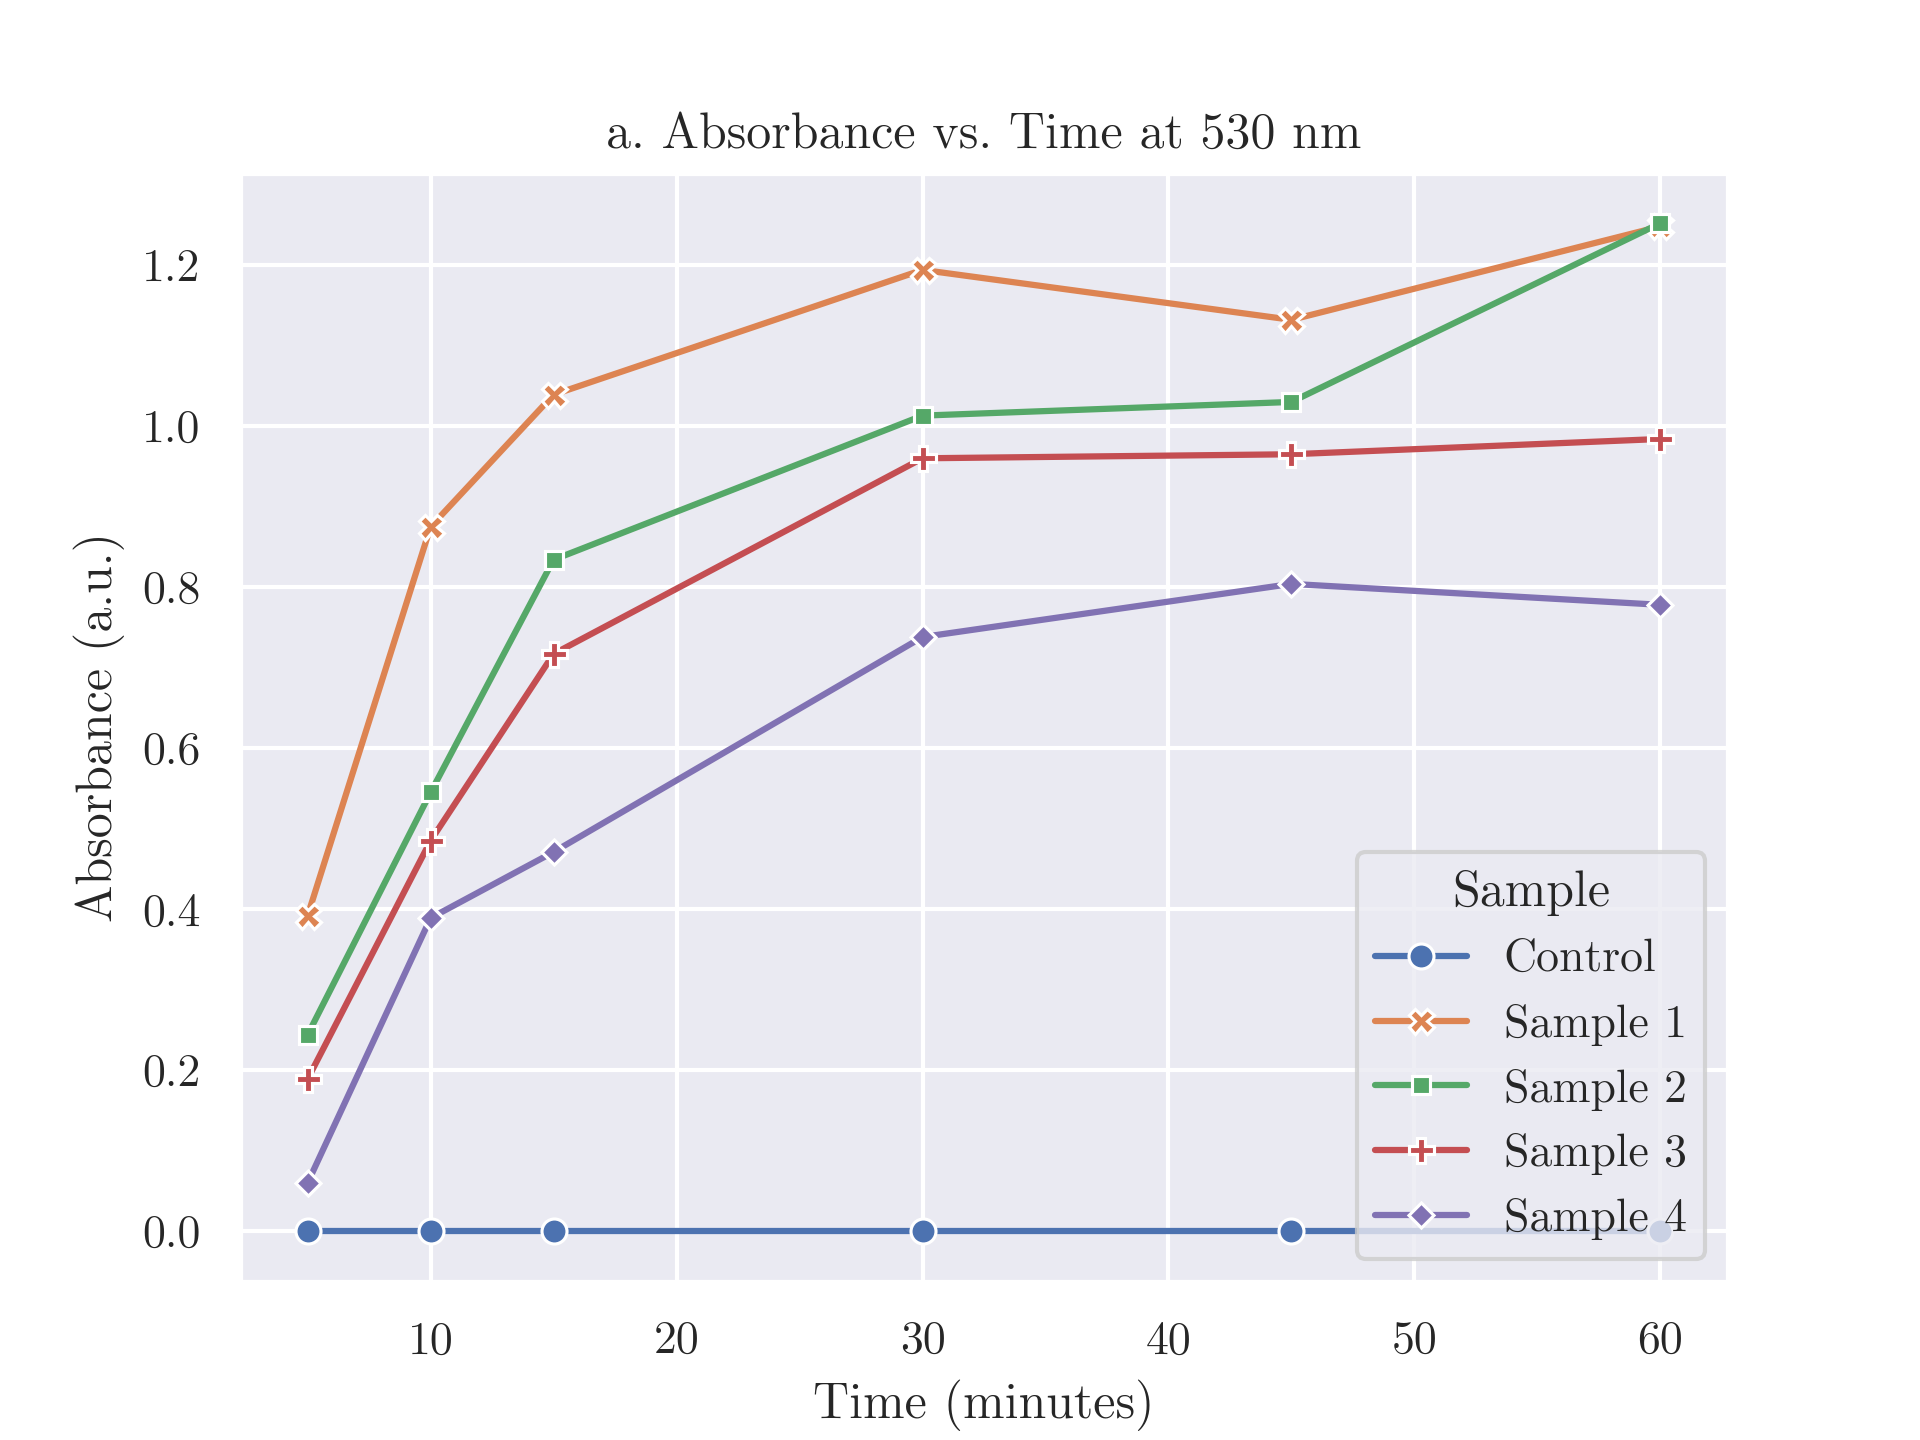 a. Absorbance vs. Time at 530 nm
Absorbance (a.u.)
1.2
1.0
0.8
0.6
0.4
0.2
0.0
Sample
Control
Sample 1
Sample 2
Sample 3
Sample 4
10 20 30 40 50 60
Time (minutes)